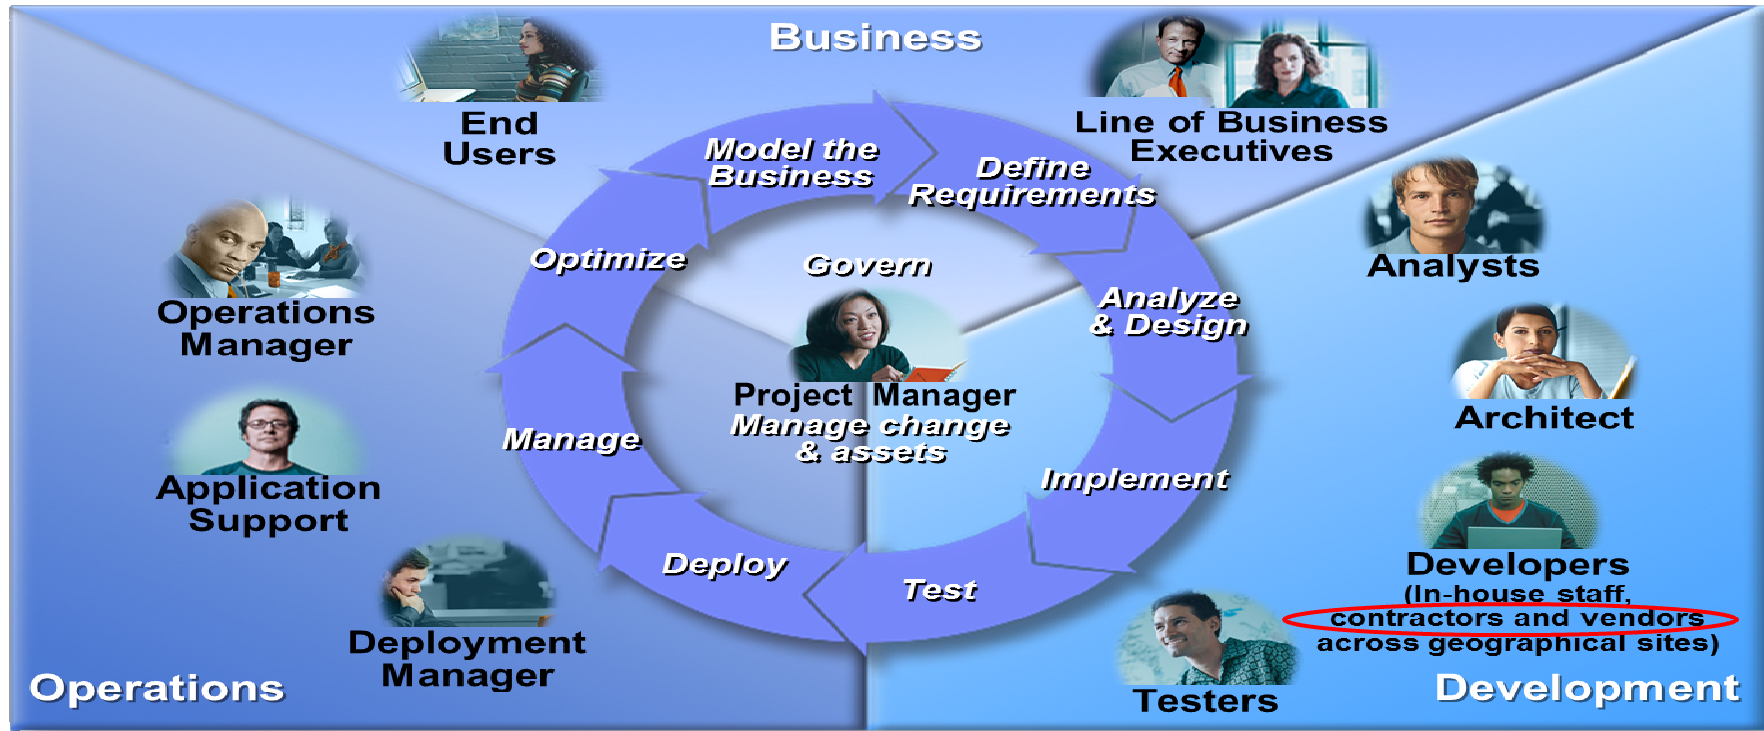 Business
End
Users
Line of Business
Executives
Model the
Business
Define
Requirements
Analysts
Optimize
Govern
Operations
Manager
Analyze
& Design
Project Manager
Manage change
& assets
Architect
Manage
Application
Support
Implement
Deploy
Test
Developers
(In-house staff,
contractors and vendors
across geographical sites)
Deployment
Manager
Testers
Operations
Development